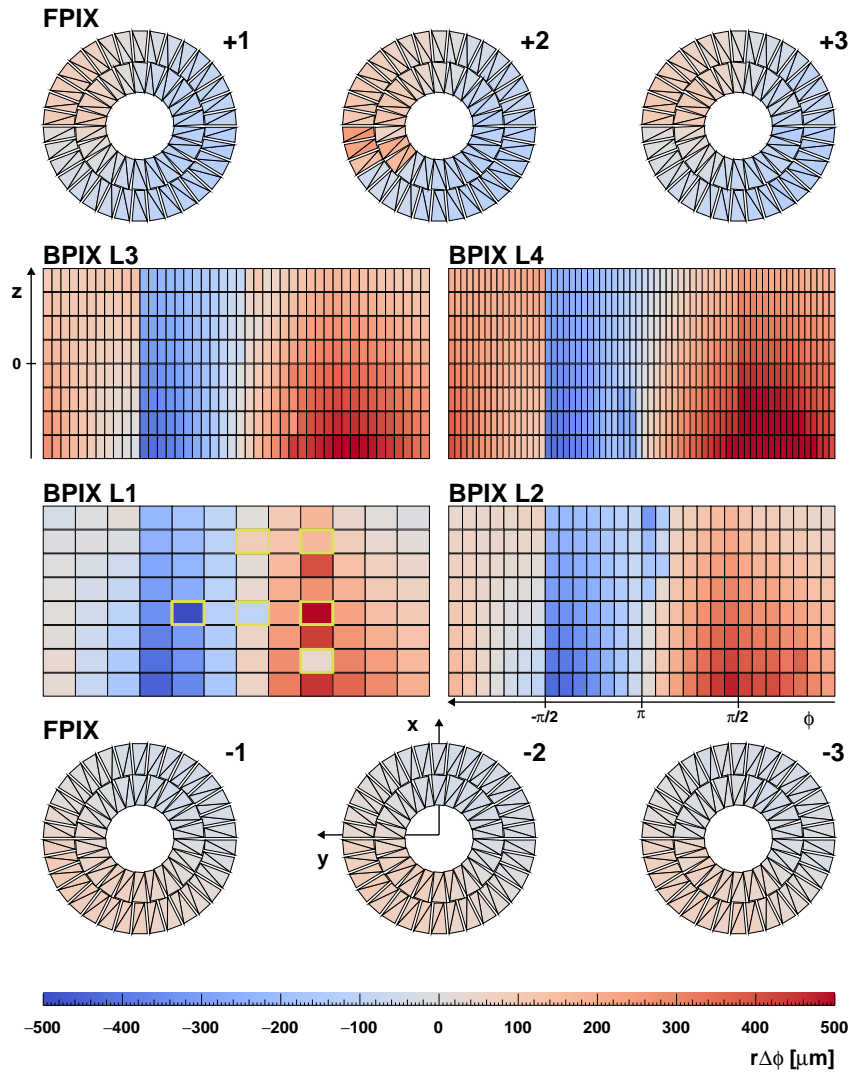 FPIX
+1 +2 +3
BPIX L3 BPIX L4
z
0
BPIX L1 BPIX L2
-π/2 π π/2 ϕ
FPIX
x
-1 -2 -3
y
−500 −400 −300 −200 −100 0 100 200 300 400 500
rΔϕ [μm]